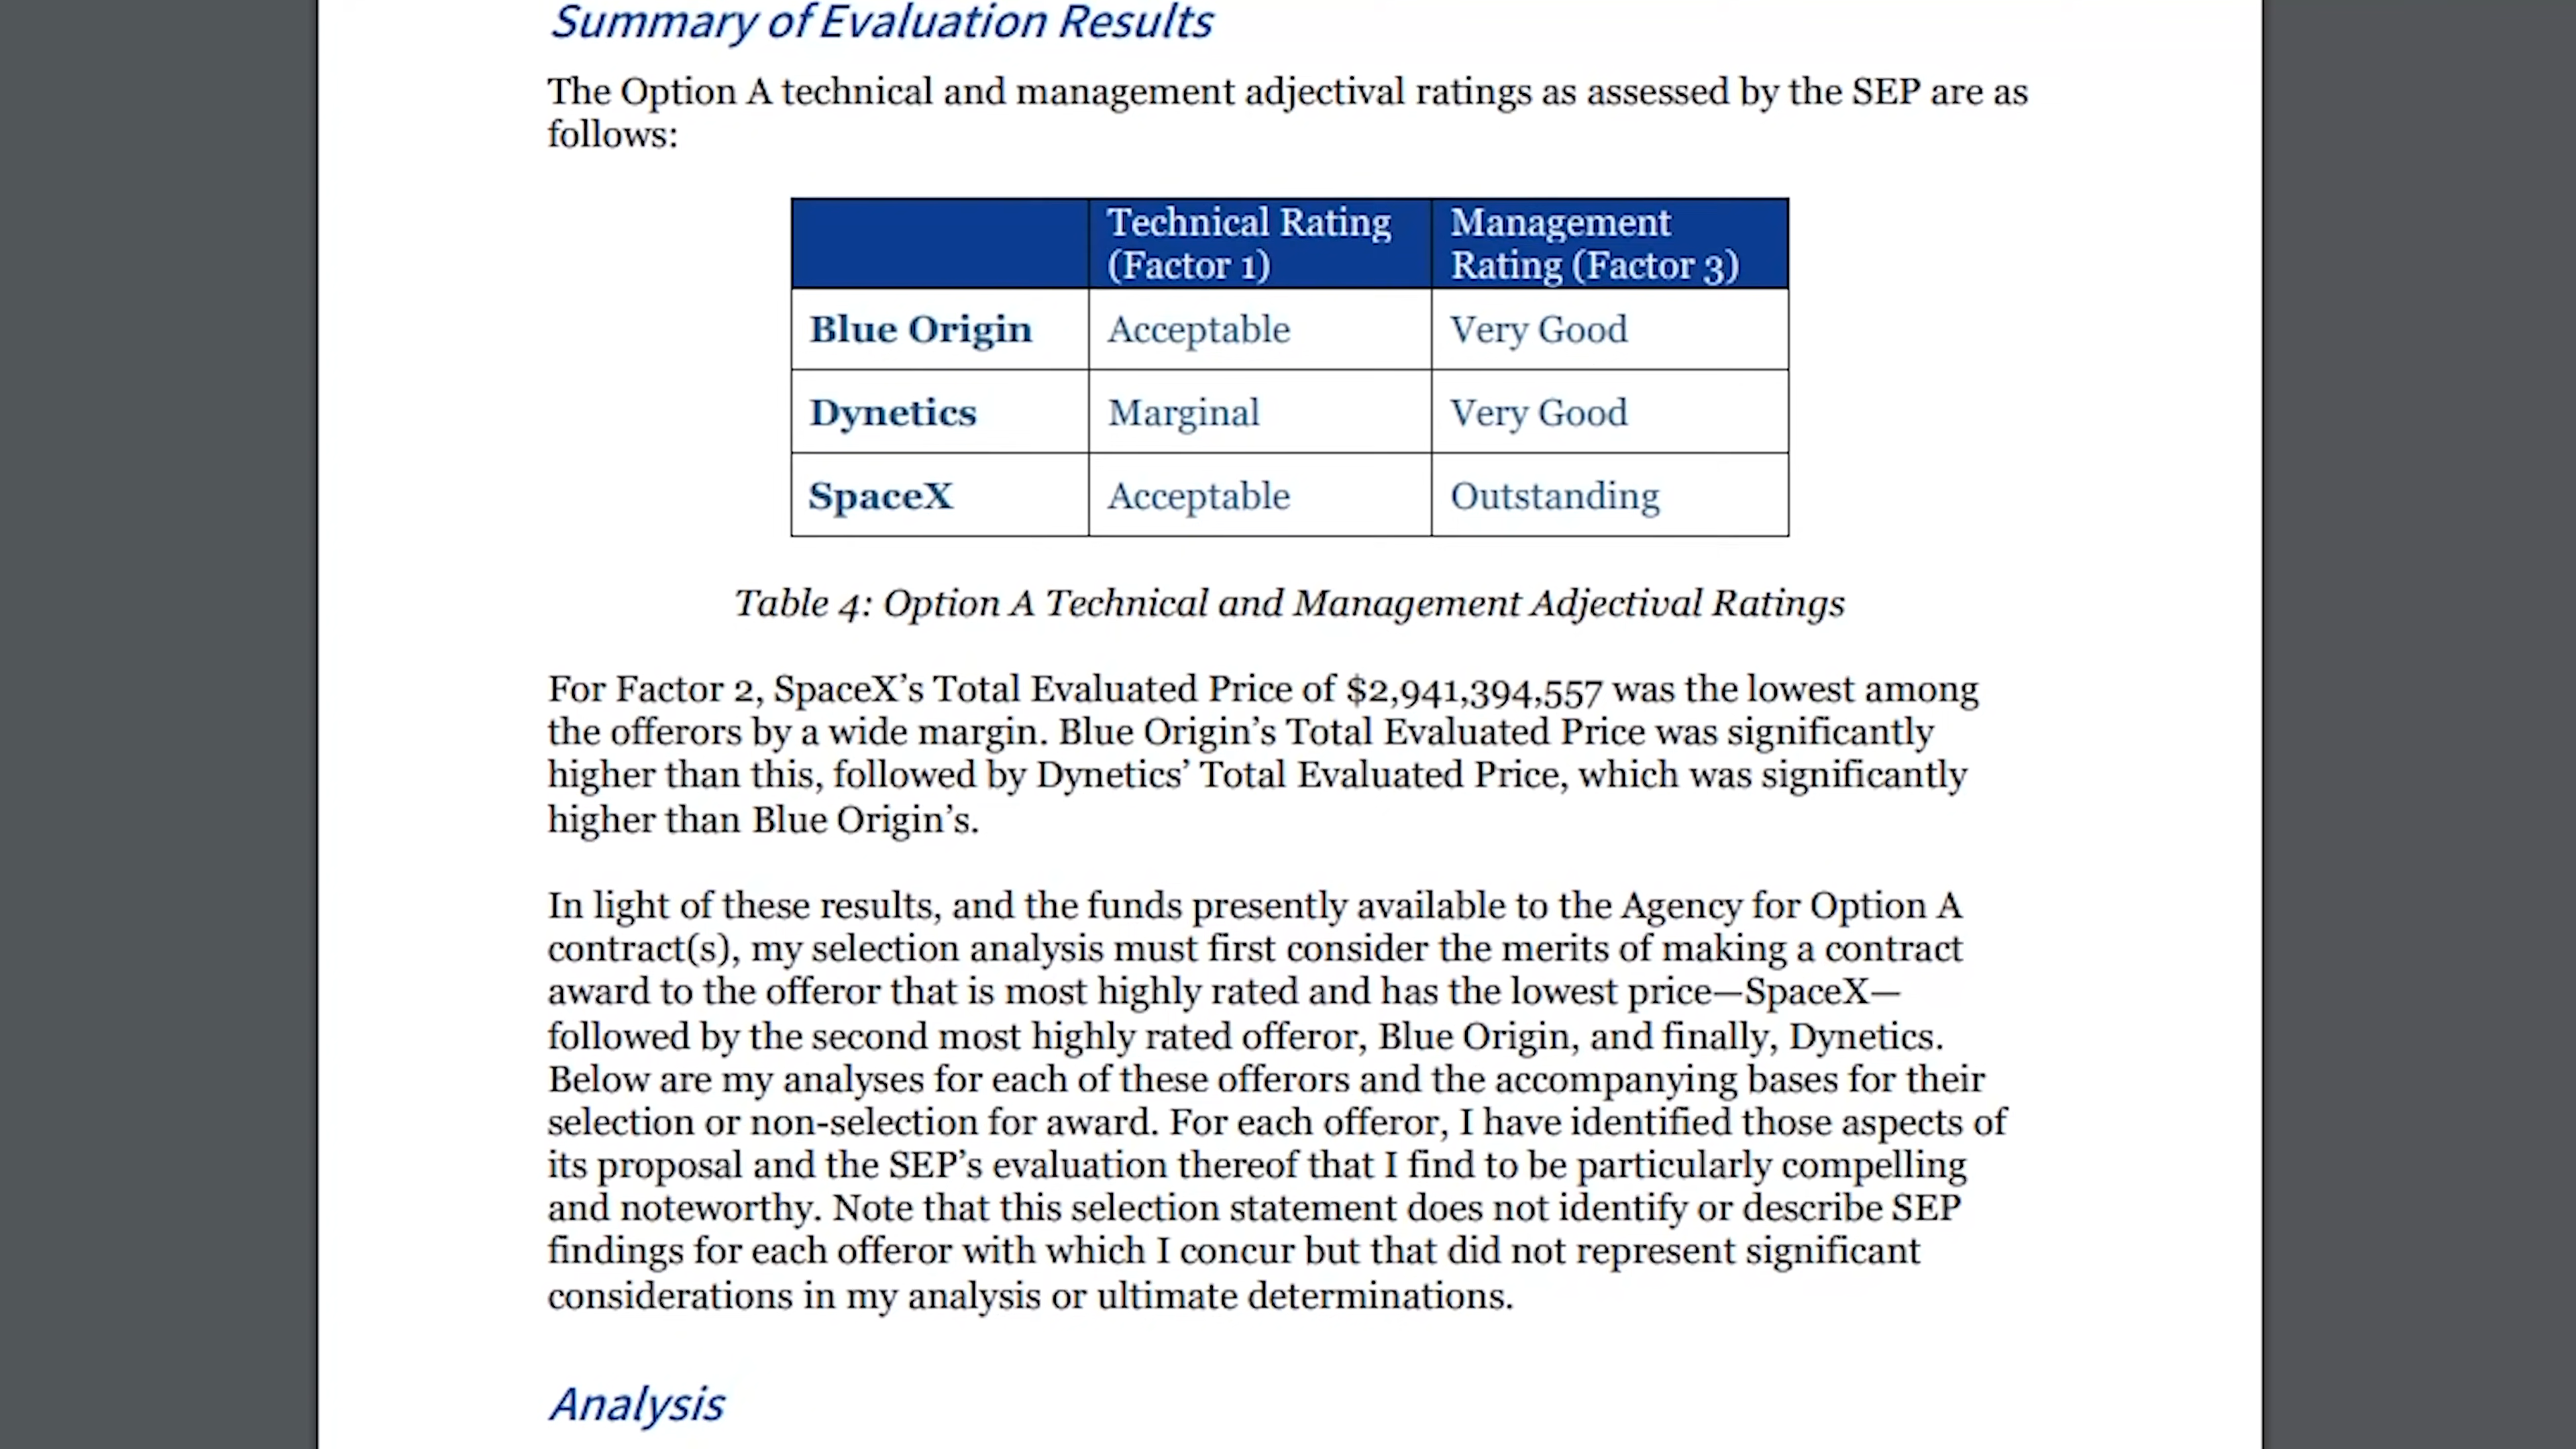 Summary of Evaluation Results
The Option A technical and management adjectival ratings as assessed by the SEP are as
follows:
Technical Rating
(Factor 1)
Management
Rating (Factor 3)
Blue Origin
Acceptable
Very Good
Dynetics
Marginal
Very Good
SpaceX
Acceptable
Outstanding
Table 4: Option A Technical and Management Adjectival Ratings
For Factor 2, SpaceX’s Total Evaluated Price of $2,941,394,557 was the lowest among
the offerors by a wide margin. Blue Origin’s Total Evaluated Price was significantly
higher than this, followed by Dynetics’ Total Evaluated Price, which was significantly
higher than Blue Origin’s.
In light of these results, and the funds presently available to the Agency for Option A
contract(s), my selection analysis must first consider the merits of making a contract
award to the offeror that is most highly rated and has the lowest price—SpaceX—
followed by the second most highly rated offeror, Blue Origin, and finally, Dynetics.
Below are my analyses for each of these offerors and the accompanying bases for their
selection or non-selection for award. For each offeror, I have identified those aspects of
its proposal and the SEP’s evaluation thereof that I find to be particularly compelling
and noteworthy. Note that this selection statement does not identify or describe SEP
findings for each offeror with which I concur but that did not represent significant
considerations in my analysis or ultimate determinations.
Analysis